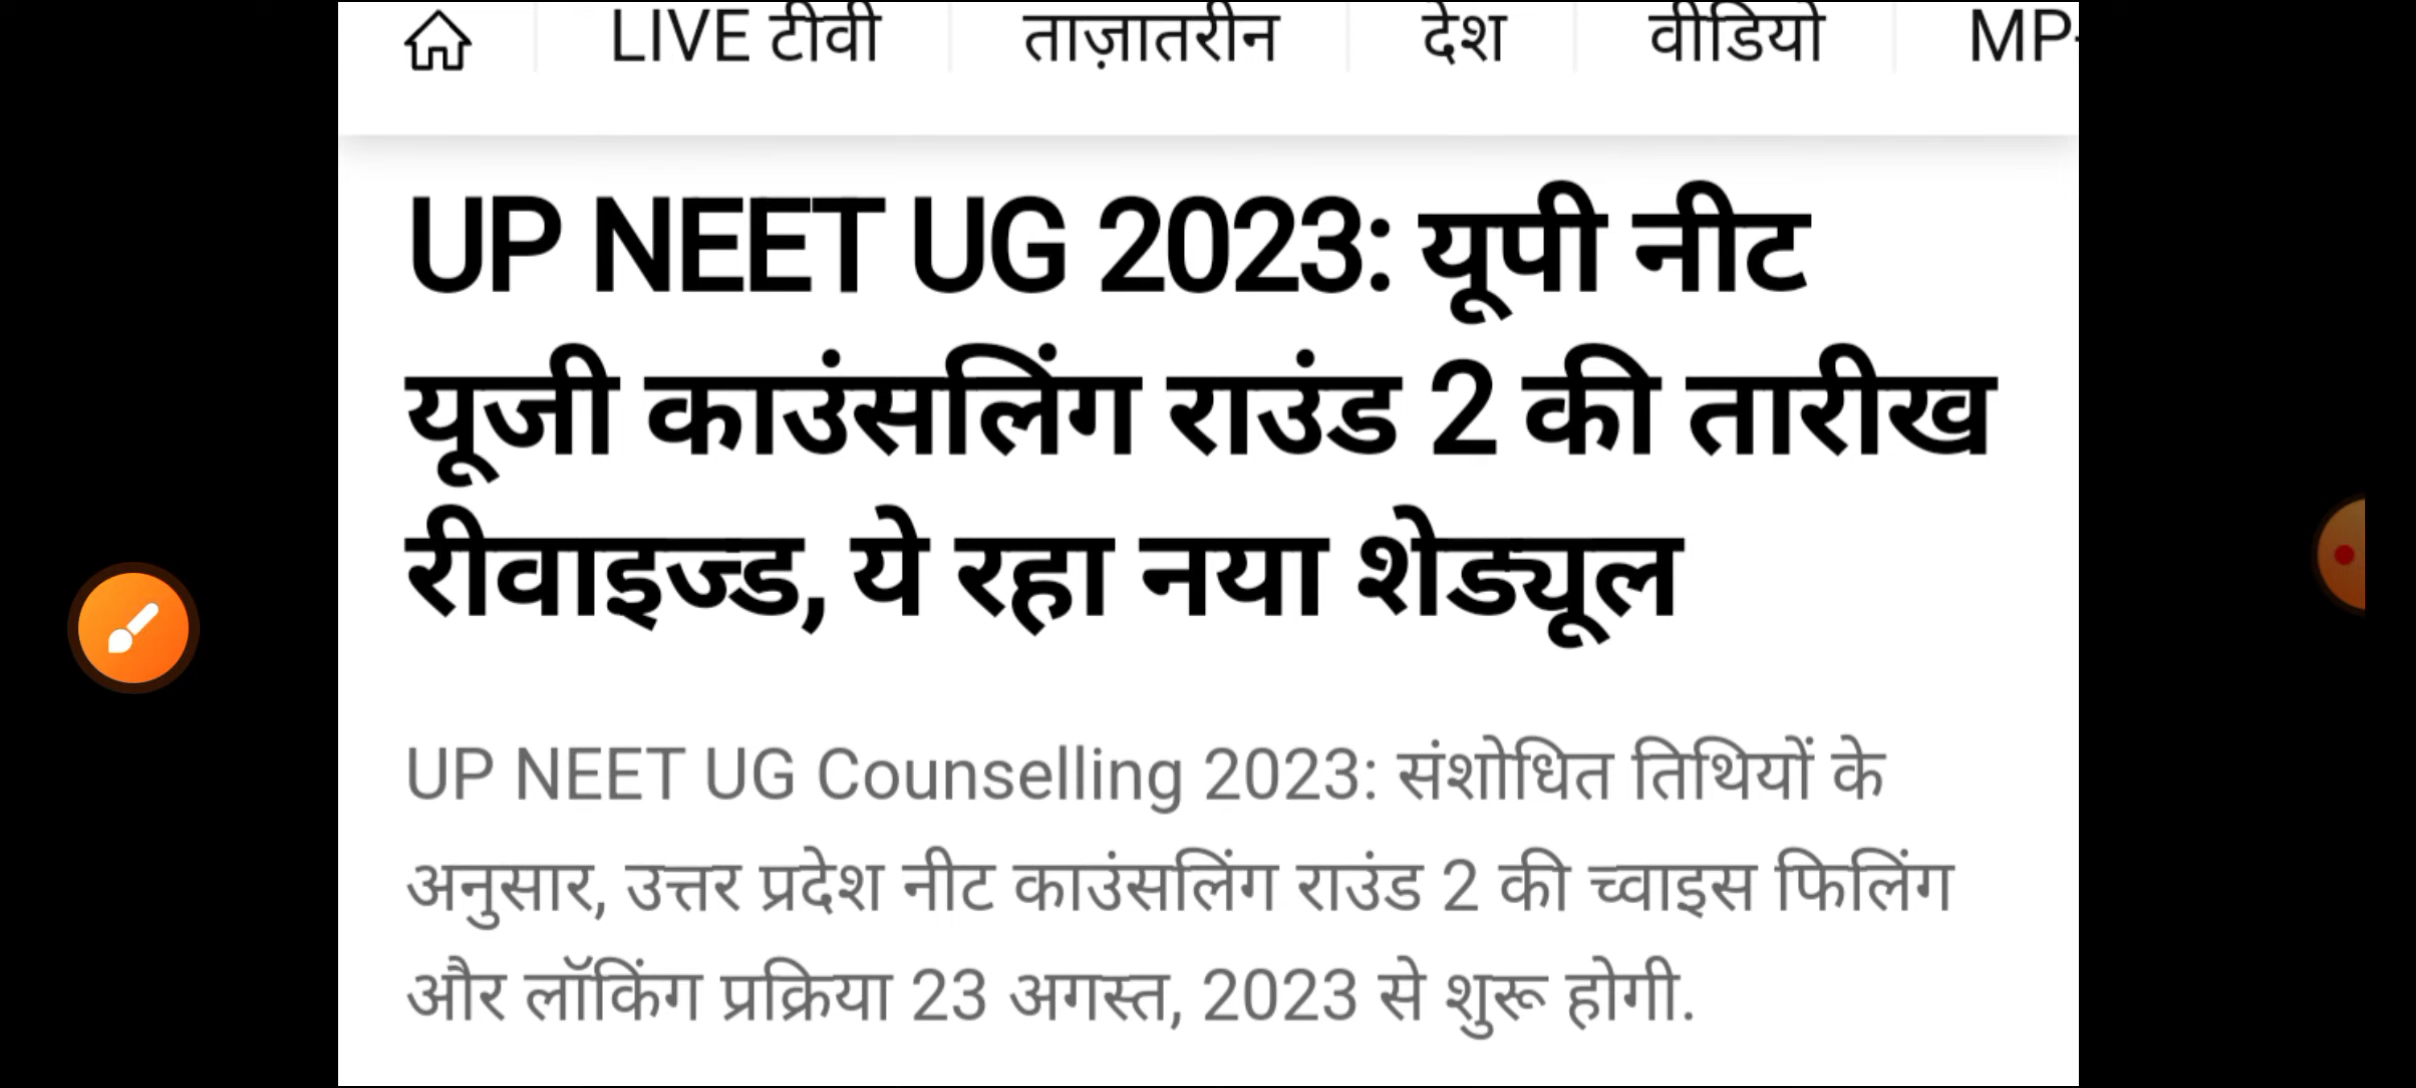 LIVE टीवी ताज़ातरीन देश वीडियो MP-
UP NEET UG 2023: यूपी नीट
यूजी काउंसलिंग राउंड 2 की तारीख
रीवाइज्ड, ये रहा नया शेड्यूल
UP NEET UG Counselling 2023: संशोधित तिथियों के
अनुसार, उत्तर प्रदेश नीट काउंसलिंग राउंड 2 की च्वाइस फिलिंग
और लॉकिंग प्रक्रिया 23 अगस्त, 2023 से शुरू होगी.